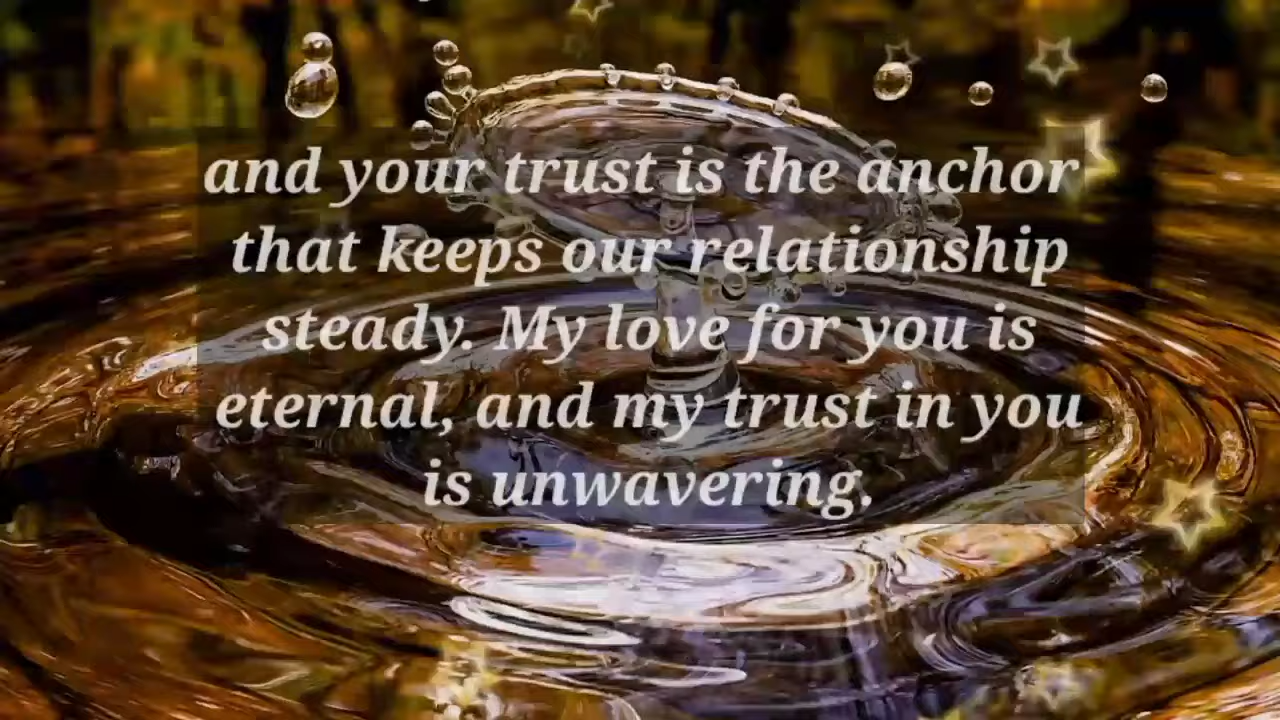 and your trust is the anchor
that keeps our relationship
steady. My love for you is
eternal, and my trust in you
is unwavering.